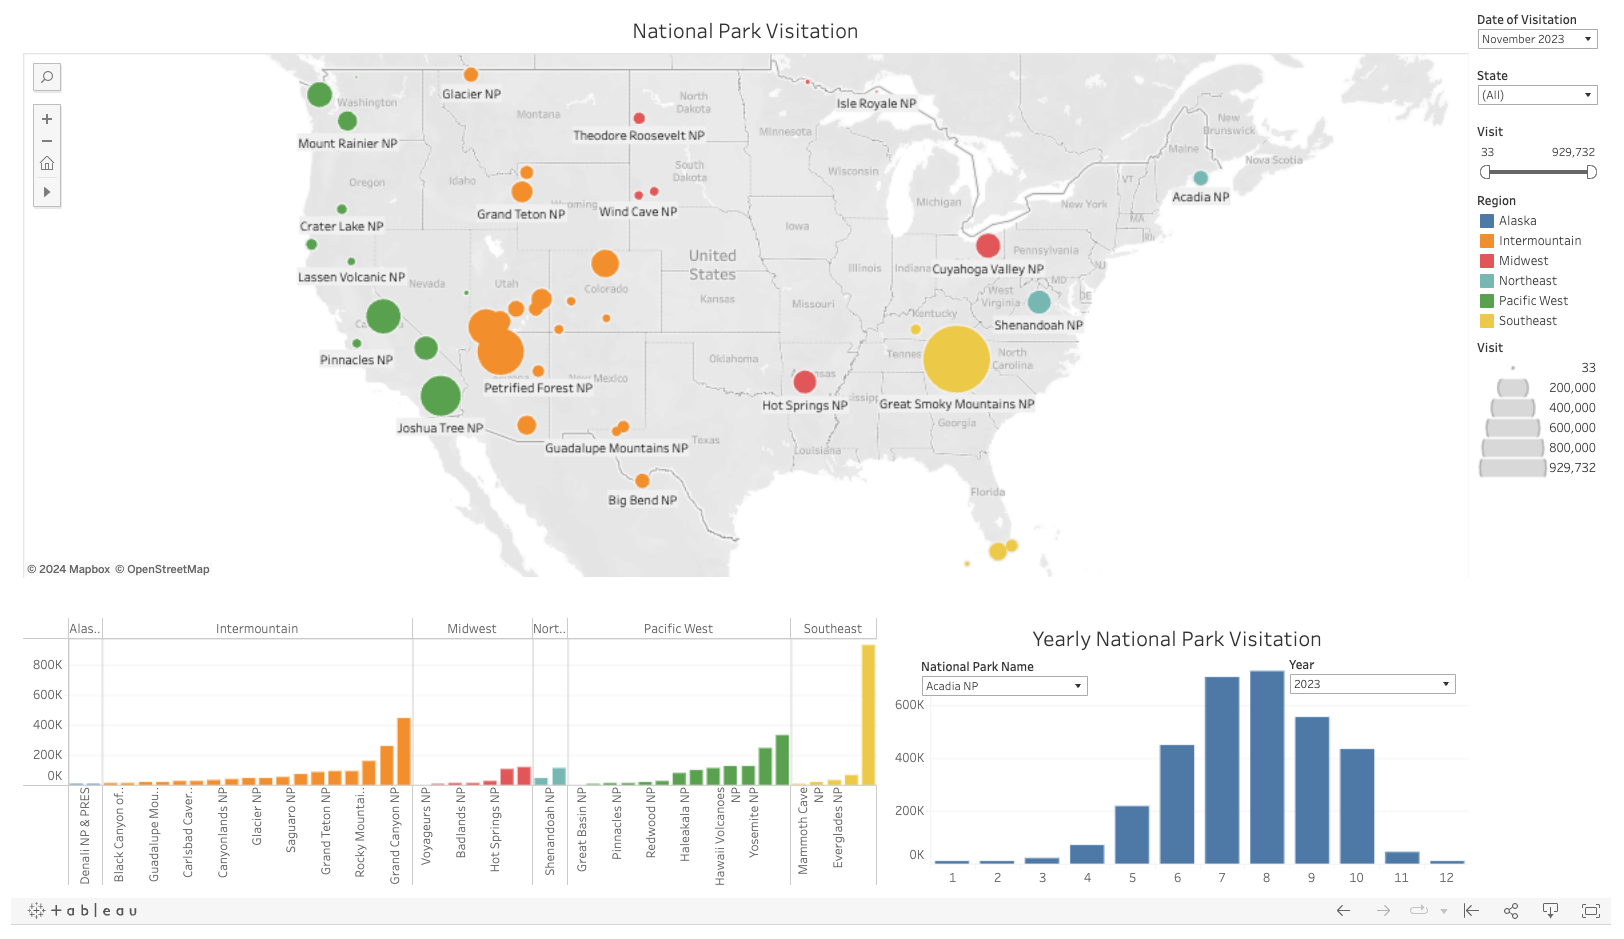 National Park Visitation
Date of Visitation
November 2023
State
(All)
Visit
33 929,732
Region
Alaska
Intermountain
Midwest
Northeast
Pacific West
Southeast
Visit
33
200,000
400,000
600,000
800,000
929,732
Glacier NP
Washington
Mount Rainier NP
Montana
North
Dakota
Theodore Roosevelt NP
Isle Royale NP
Minnesota
New
Brunswick
Maine
Nova Scotia
Oregon
Idaho
South
Dakota
Wisconsin
VT
Acadia NP
Grand Teton NP
Wyoming
Wind Cave NP
Michigan
New York
MA
RI
Crater Lake NP
Iowa
Pennsylvania
United
States
Lassen Volcanic NP
Nevada
Utah
Colorado
Kansas
Illinois
Indiana
Cuyahoga Valley NP
NJ
MD
DE
West
Virginia
Missouri
Kentucky
Shenandoah NP
Ca
Pinnacles NP
Petrified Forest NP
New Mexico
Oklahoma
Tennes
North
Carolina
Joshua Tree NP
Hot Springs NP
Great Smoky Mountains NP
Georgia
Guadalupe Mountains NP
Texas
Louisiana
Big Bend NP
Florida
© 2024 Mapbox © OpenStreetMap
Alas.. Intermountain Midwest Nort.. Pacific West Southeast
800K
600K
400K
200K
0K
Denali NP & PRES
Black Canyon of..
Guadalupe Mou..
Carlsbad Caver..
Canyonlands NP
Glacier NP
Saguaro NP
Grand Teton NP
Rocky Mountai..
Grand Canyon NP
Voyageurs NP
Badlands NP
Hot Springs NP
Shenandoah NP
Great Basin NP
Pinnacles NP
Redwood NP
Haleakala NP
Hawaii Volcanoes
NP
Yosemite NP
Mammoth Cave
NP
Everglades NP
Yearly National Park Visitation
National Park Name
Acadia NP
Year
2023
600K
400K
200K
0K
1 2 3 4 5 6 7 8 9 10 11 12
+ableau